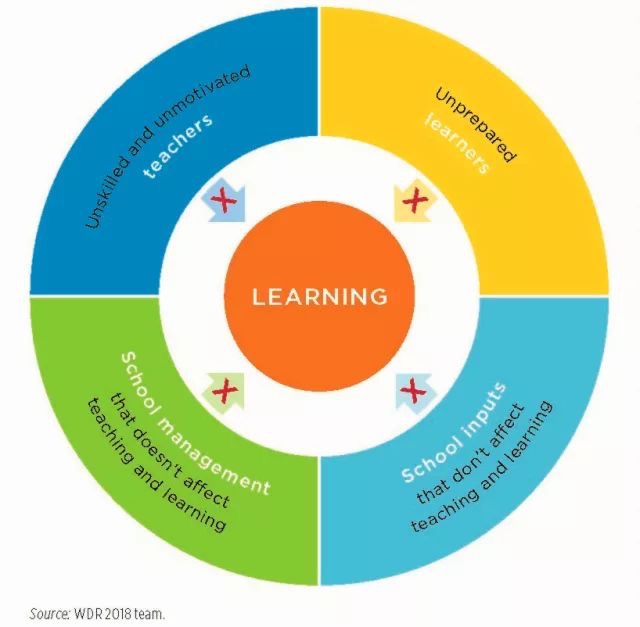 Unskilled and unmotivated
teachers
Unprepared
learners
LEARNING
School management
that doesn't affect
teaching and learning
School inputs
that don't affect
teaching and learning
Source: WDR 2018 team.